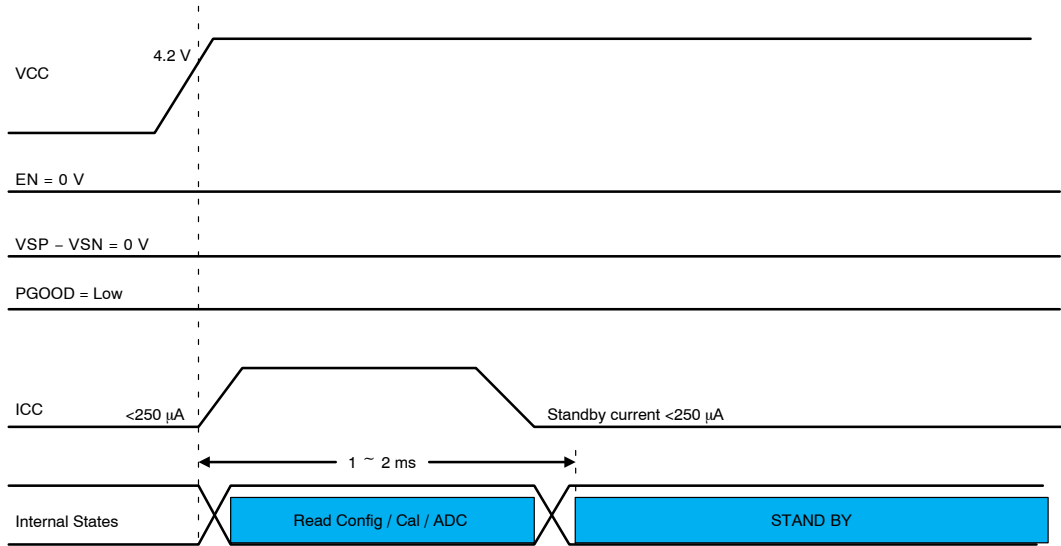 4.2 V
VCC
EN = 0 V
VSP – VSN = 0 V
PGOOD = Low
ICC
<250 μA
Standby current <250 μA
1 ~ 2 ms
Internal States
Read Config / Cal / ADC
STAND BY